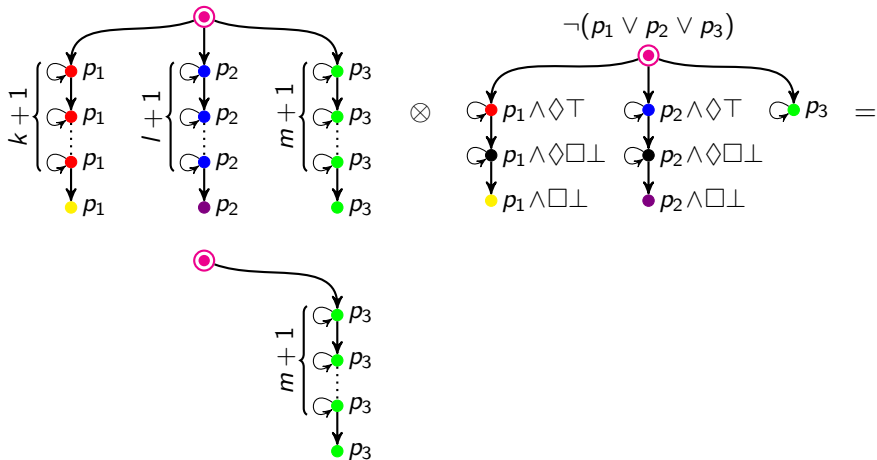 ¬(p₁ ∨ p₂ ∨ p₃)
k + 1 p₁ l + 1 p₂ m + 1 p₃ ⊗ p₁ ∧ ◊⊤ p₂ ∧ ◊⊤ p₃ =
p₁ p₂ p₃ p₁ ∧ ◊□⊥ p₂ ∧ ◊□⊥
p₁ p₂ p₃
p₁ p₂ p₃ p₁ ∧ □⊥ p₂ ∧ □⊥
m + 1 p₃
p₃
p₃
p₃